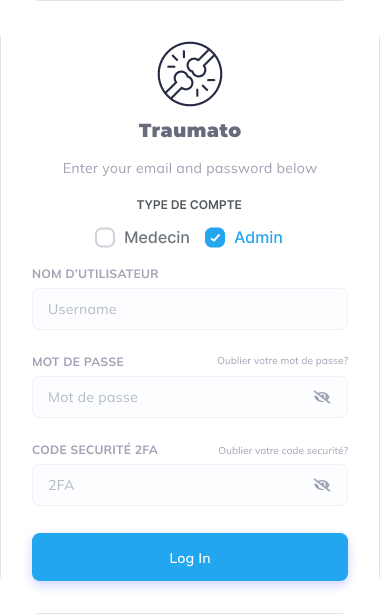 Traumato
Enter your email and password below
TYPE DE COMPTE
Medecin Admin
NOM D'UTILISATEUR
Username
MOT DE PASSE Oublier votre mot de passe?
Mot de passe
CODE SECURITÉ 2FA Oublier votre code securité?
2FA
Log In